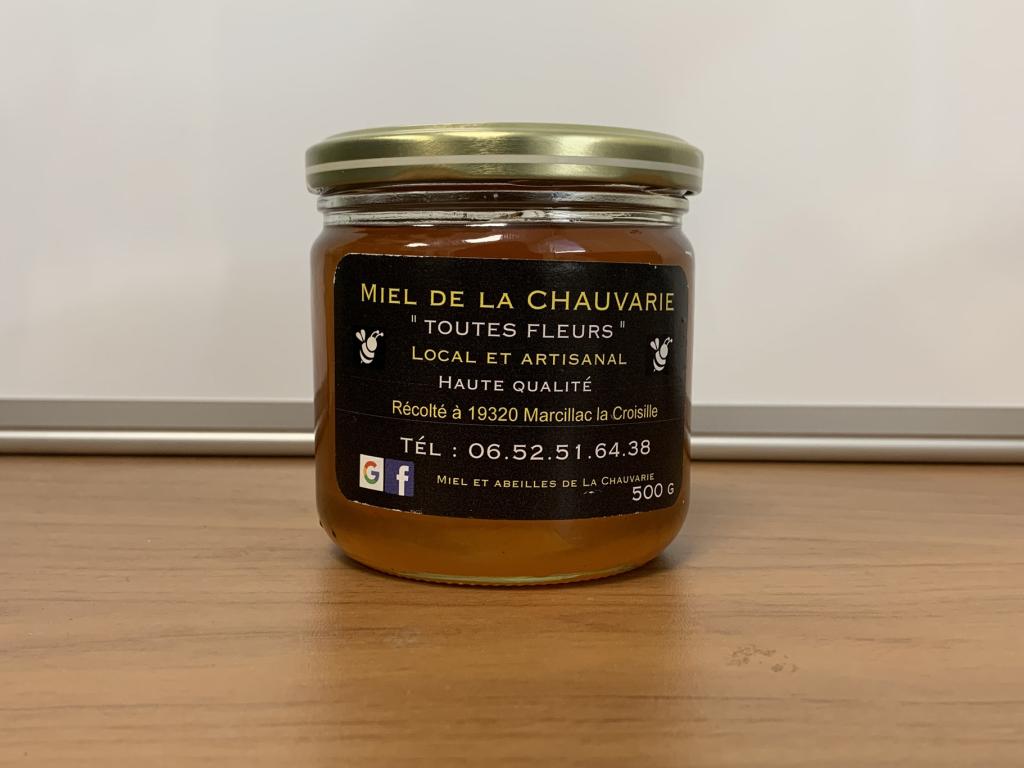 Miel de la Chauvarie
" TOUTES FLEURS "
Local et artisanal
Haute qualité
Récolté à 19320 Marcillac la Croisille
Tél : 06.52.51.64.38
G f Miel et abeilles de La Chauvarie
500 G